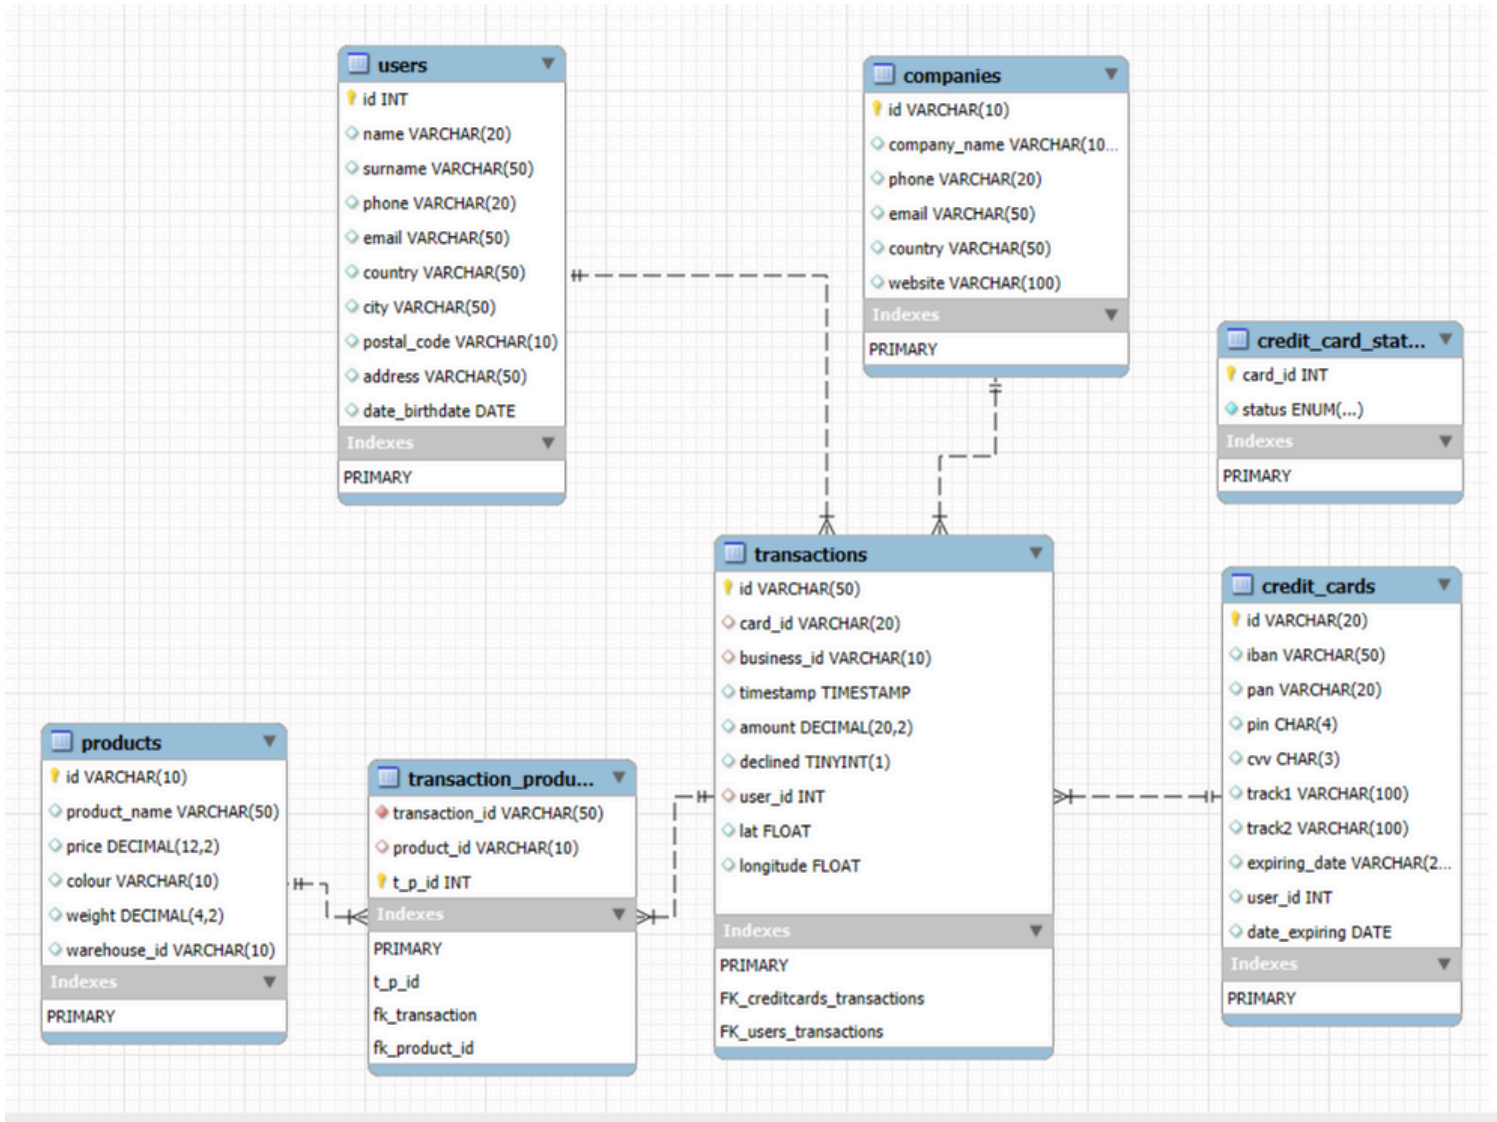 users
id INT
name VARCHAR(20)
surname VARCHAR(50)
phone VARCHAR(20)
email VARCHAR(50)
country VARCHAR(50)
city VARCHAR(50)
postal_code VARCHAR(10)
address VARCHAR(50)
date_birthdate DATE
Indexes
PRIMARY
companies
id VARCHAR(10)
company_name VARCHAR(10...
phone VARCHAR(20)
email VARCHAR(50)
country VARCHAR(50)
website VARCHAR(100)
Indexes
PRIMARY
credit_card_stat...
card_id INT
status ENUM(...)
Indexes
PRIMARY
transactions
id VARCHAR(50)
card_id VARCHAR(20)
business_id VARCHAR(10)
timestamp TIMESTAMP
amount DECIMAL(20,2)
declined TINYINT(1)
user_id INT
lat FLOAT
longitude FLOAT
Indexes
PRIMARY
FK_creditcards_transactions
FK_users_transactions
credit_cards
id VARCHAR(20)
iban VARCHAR(50)
pan VARCHAR(20)
pin CHAR(4)
cvv CHAR(3)
track1 VARCHAR(100)
track2 VARCHAR(100)
expiring_date VARCHAR(2...
user_id INT
date_expiring DATE
Indexes
PRIMARY
products
id VARCHAR(10)
product_name VARCHAR(50)
price DECIMAL(12,2)
colour VARCHAR(10)
weight DECIMAL(4,2)
warehouse_id VARCHAR(10)
Indexes
PRIMARY
transaction_produ...
transaction_id VARCHAR(50)
product_id VARCHAR(10)
t_p_id INT
Indexes
PRIMARY
t_p_id
fk_transaction
fk_product_id